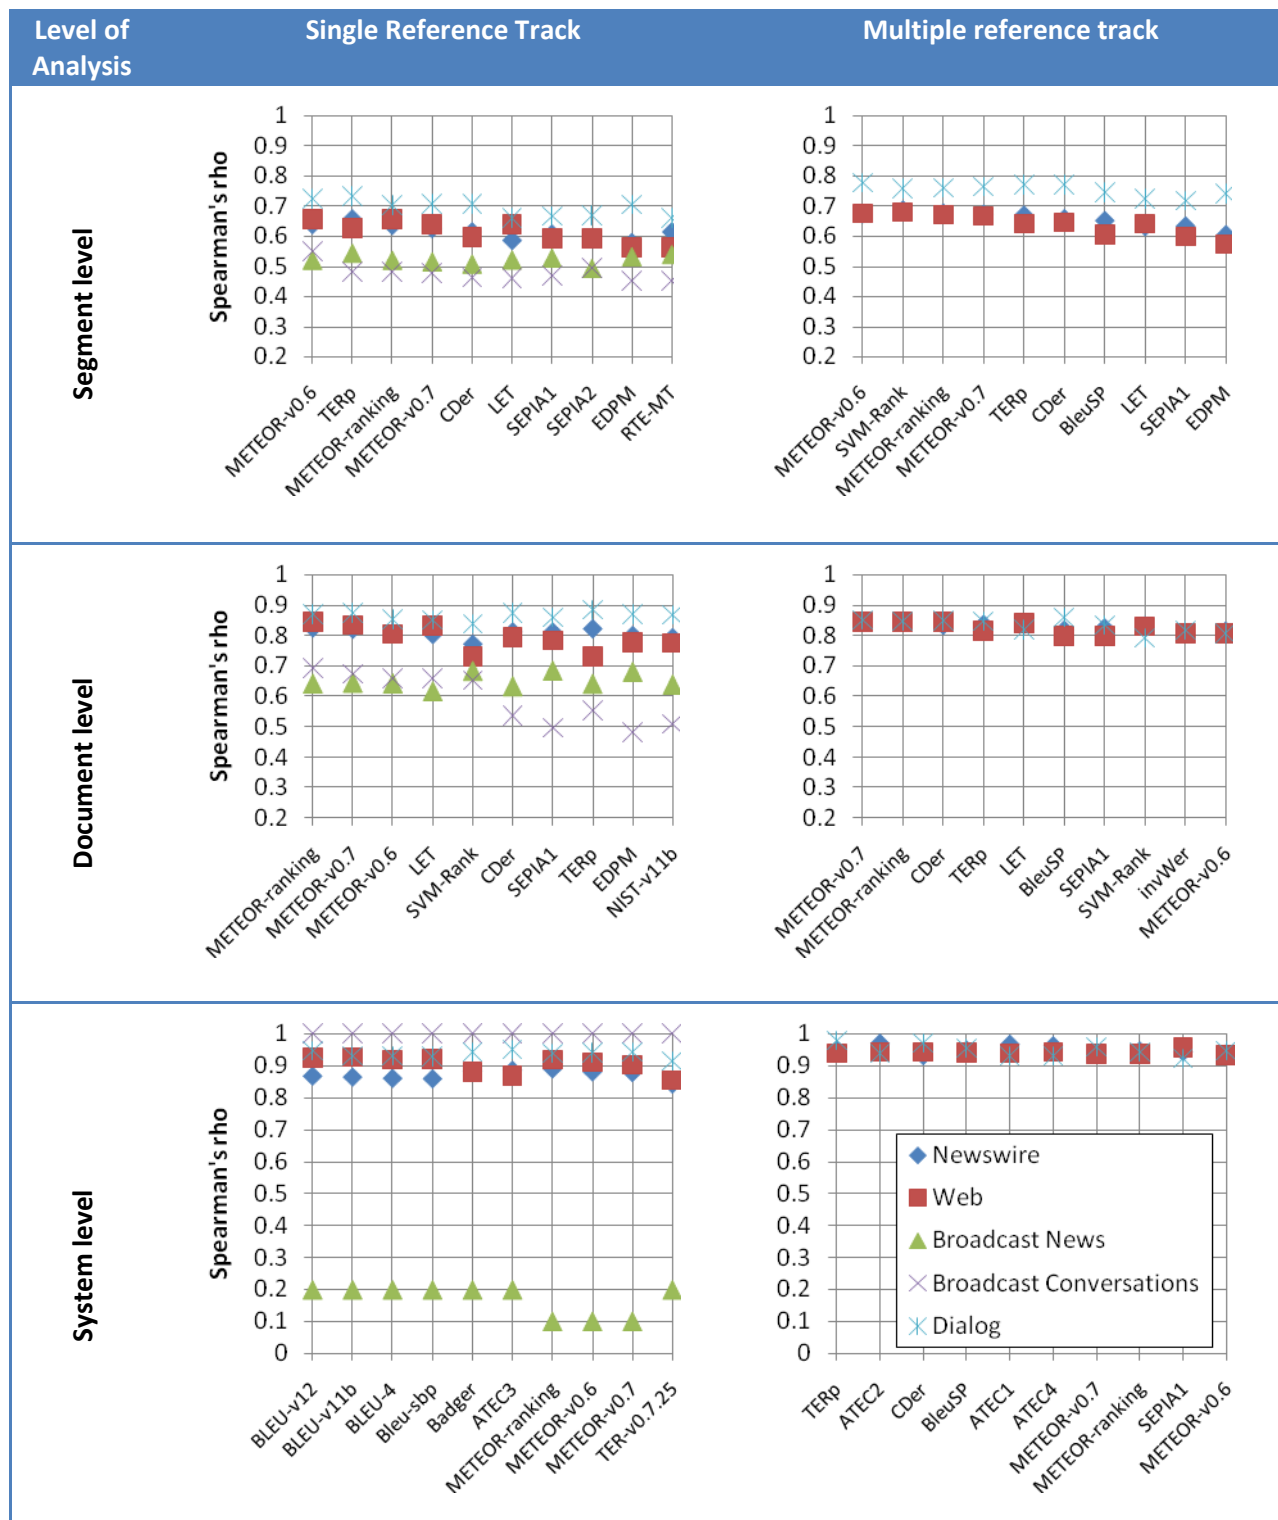 Level of
Analysis
Single Reference Track
Multiple reference track
Segment level
Spearman's rho
1
0.9
0.8
0.7
0.6
0.5
0.4
0.3
0.2
METEOR-v0.6
TERp
METEOR-ranking
METEOR-v0.7
CDer
LET
SEPIA1
SEPIA2
EDPM
RTE-MT
1
0.9
0.8
0.7
0.6
0.5
0.4
0.3
0.2
METEOR-v0.6
SVM-Rank
METEOR-ranking
METEOR-v0.7
TERp
CDer
BleuSP
LET
SEPIA1
EDPM
Document level
Spearman's rho
1
0.9
0.8
0.7
0.6
0.5
0.4
0.3
0.2
METEOR-ranking
METEOR-v0.7
METEOR-v0.6
LET
SVM-Rank
CDer
SEPIA1
TERp
EDPM
NIST-v11b
1
0.9
0.8
0.7
0.6
0.5
0.4
0.3
0.2
METEOR-v0.7
METEOR-ranking
CDer
TERp
LET
BleuSP
SEPIA1
SVM-Rank
invWer
METEOR-v0.6
System level
Spearman's rho
1
0.9
0.8
0.7
0.6
0.5
0.4
0.3
0.2
0.1
0
BLEU-v12
BLEU-v11b
BLEU-4
Bleu-sbp
Badger
ATEC3
METEOR-ranking
METEOR-v0.6
METEOR-v0.7
TER-v0.7.25
1
0.9
0.8
0.7
0.6
0.5
0.4
0.3
0.2
0.1
0
Newswire
Web
Broadcast News
Broadcast Conversations
Dialog
TERp
ATEC2
CDer
BleuSP
ATEC1
ATEC4
METEOR-v0.7
METEOR-ranking
SEPIA1
METEOR-v0.6